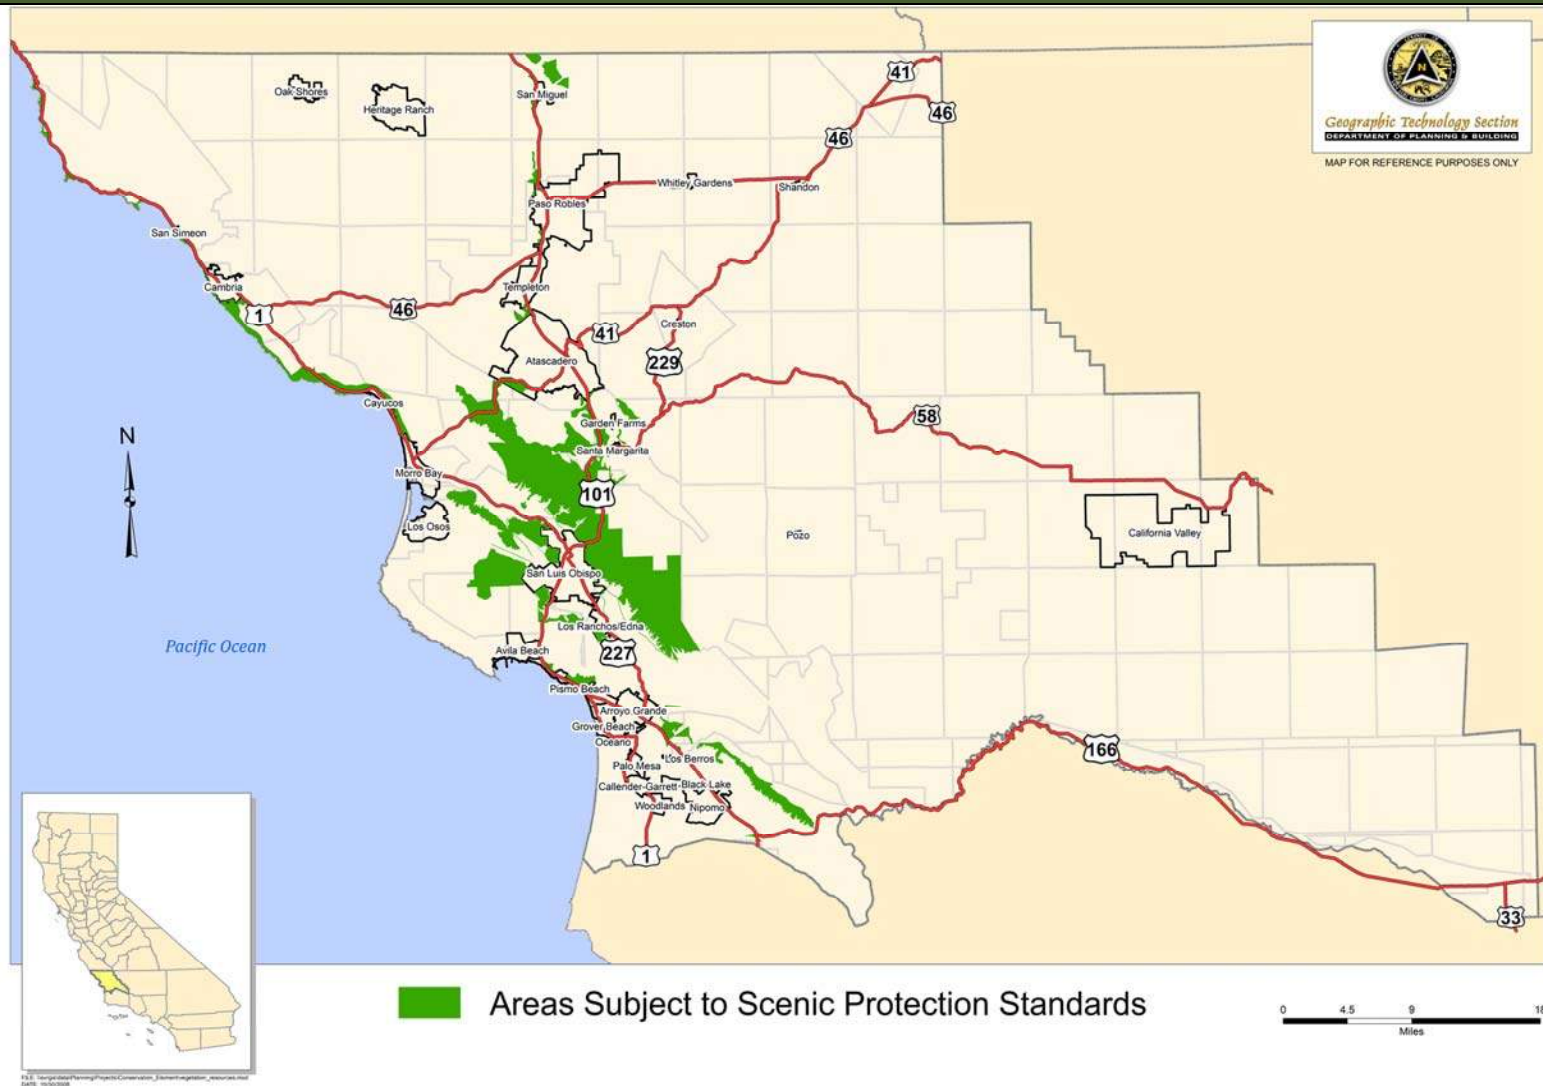 41
46
46
Oak Shores
Heritage Ranch
San Miguel
Geographic Technology Section
DEPARTMENT OF PLANNING & BUILDING
MAP FOR REFERENCE PURPOSES ONLY
Whitley Gardens
Shandon
Paso Robles
San Simeon
Cambria
Templeton
1
46
41
Creston
229
Atascadero
Cayucos
58
Garden Farms
Santa Margarita
N
Morro Bay
101
Los Osos
Pozo
California Valley
San Luis Obispo
Los Ranchos/Edna
Pacific Ocean
Avila Beach
227
Pismo Beach
Arroyo Grande
Grover Beach
Oceano
Los Berros
Palo Mesa
166
Callender-Garrett
Black Lake
Woodlands
Nipomo
1
33
Areas Subject to Scenic Protection Standards
0 4.5 9 18
Miles